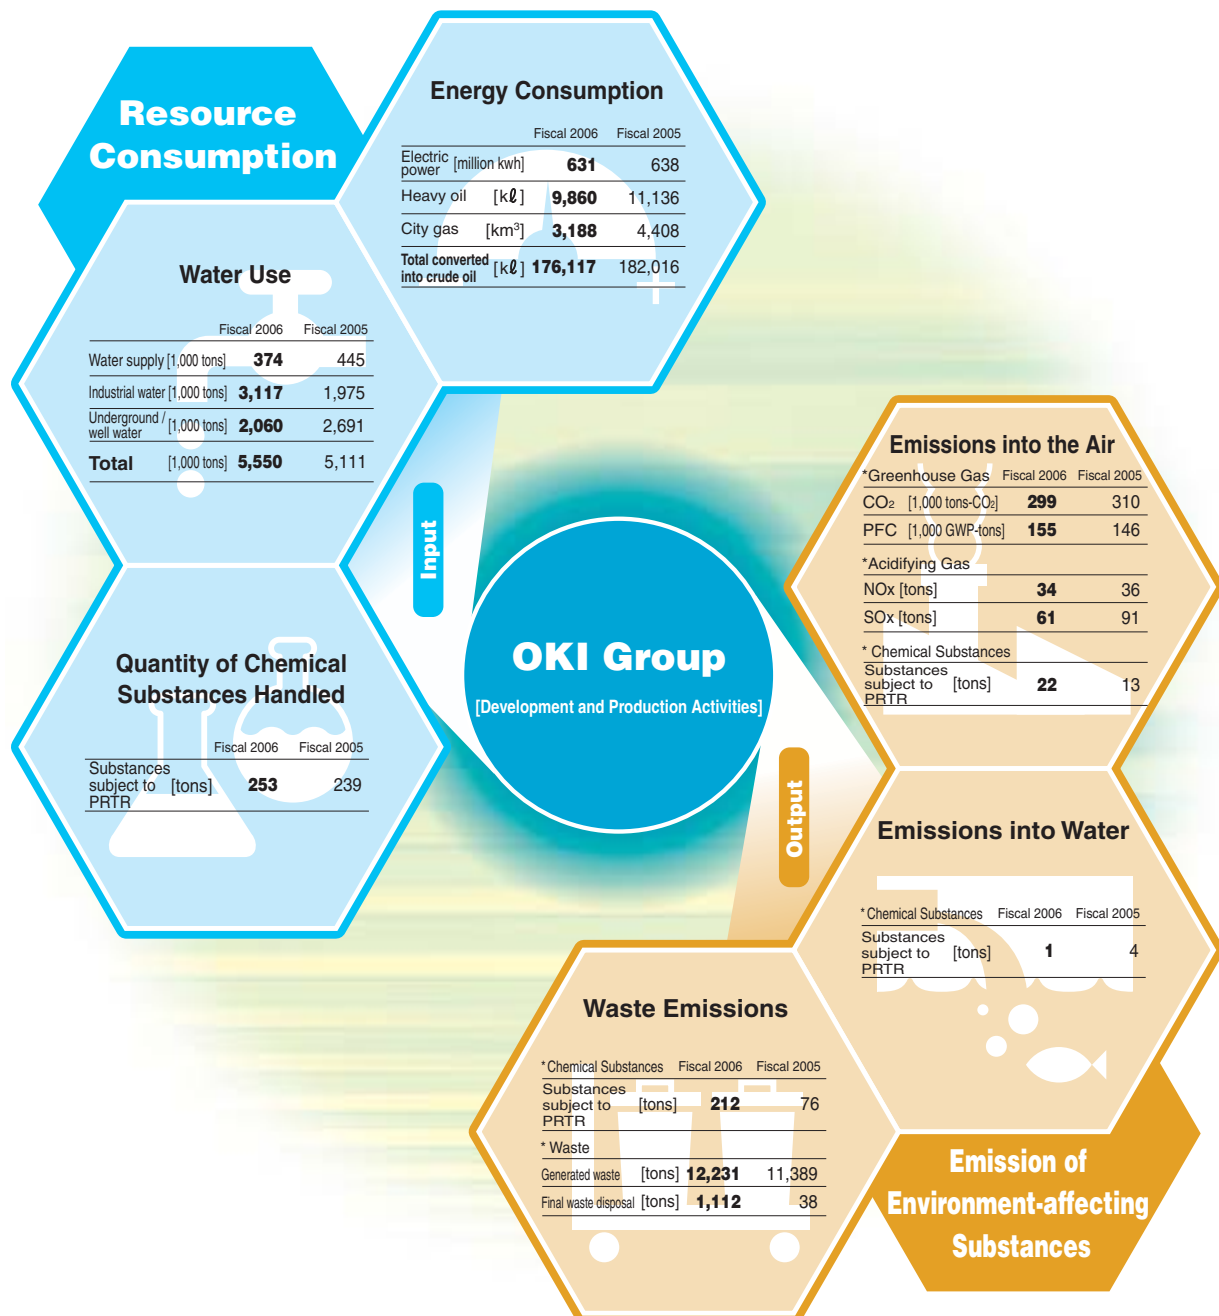 Resource
Consumption
Energy Consumption
Fiscal 2006 Fiscal 2005
Electric power [million kwh] 631 638
Heavy oil [kℓ] 9,860 11,136
City gas [km³] 3,188 4,408
Total converted into crude oil [kℓ] 176,117 182,016
Water Use
Fiscal 2006 Fiscal 2005
Water supply [1,000 tons] 374 445
Industrial water [1,000 tons] 3,117 1,975
Underground / well water [1,000 tons] 2,060 2,691
Total [1,000 tons] 5,550 5,111
Quantity of Chemical
Substances Handled
Fiscal 2006 Fiscal 2005
Substances subject to PRTR [tons] 253 239
Input
OKI Group
[Development and Production Activities]
Output
Emissions into the Air
*Greenhouse Gas Fiscal 2006 Fiscal 2005
CO₂ [1,000 tons-CO₂] 299 310
PFC [1,000 GWP-tons] 155 146
*Acidifying Gas
NOx [tons] 34 36
SOx [tons] 61 91
* Chemical Substances
Substances subject to PRTR [tons] 22 13
Emissions into Water
* Chemical Substances Fiscal 2006 Fiscal 2005
Substances subject to PRTR [tons] 1 4
Waste Emissions
* Chemical Substances Fiscal 2006 Fiscal 2005
Substances subject to PRTR [tons] 212 76
* Waste
Generated waste [tons] 12,231 11,389
Final waste disposal [tons] 1,112 38
Emission of
Environment-affecting
Substances